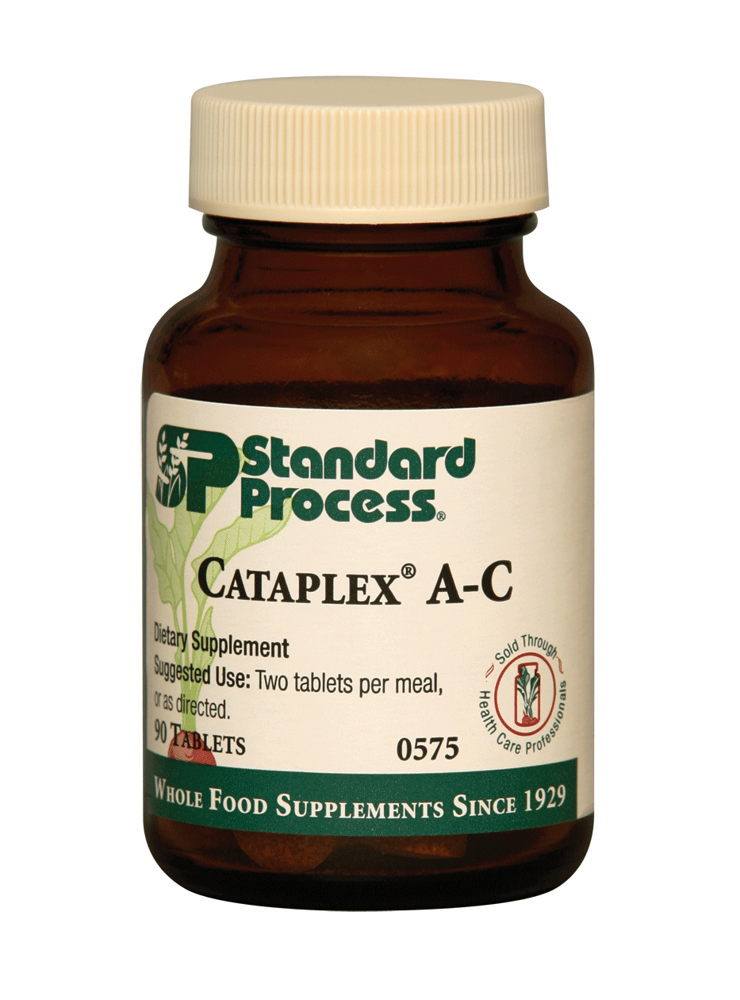 SP Standard
Process®
CATAPLEX® A-C
Dietary Supplement
Suggested Use: Two tablets per meal,
or as directed.
90 TABLETS
0575
Sold Through
Health Care Professionals
WHOLE FOOD SUPPLEMENTS SINCE 1929